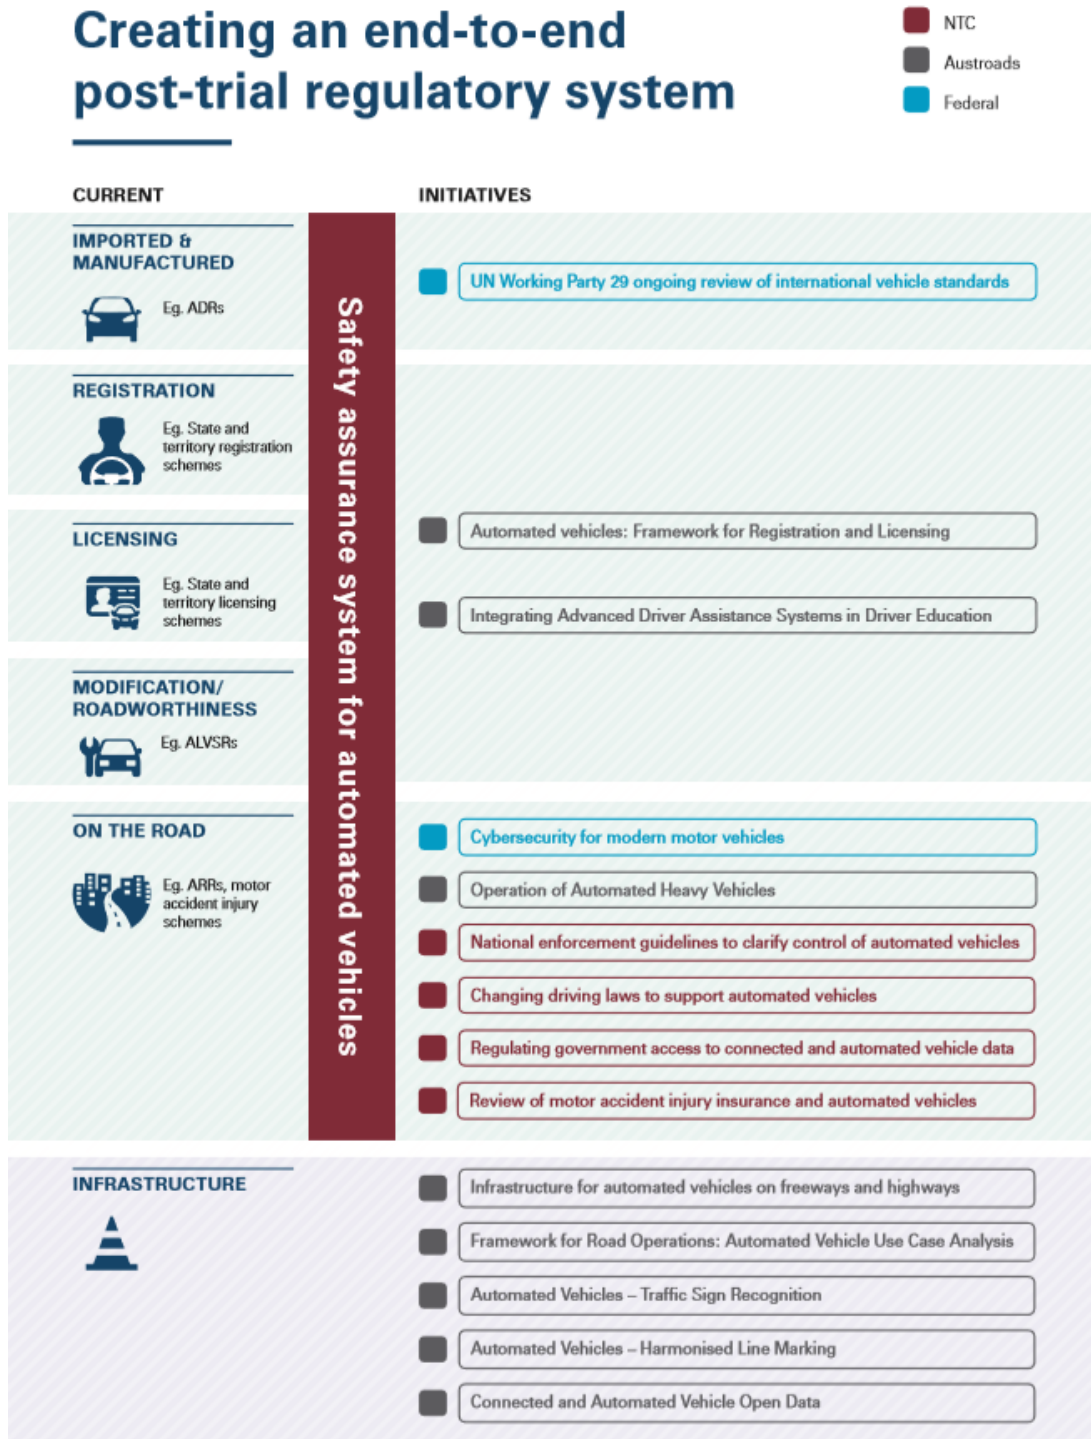 Creating an end-to-end
post-trial regulatory system
NTC
Austroads
Federal
CURRENT
INITIATIVES
IMPORTED &
MANUFACTURED
Eg. ADRs
REGISTRATION
Eg. State and
territory registration
schemes
LICENSING
Eg. State and
territory licensing
schemes
MODIFICATION/
ROADWORTHINESS
Eg. ALVSRs
ON THE ROAD
Eg. ARRs, motor
accident injury
schemes
INFRASTRUCTURE
Safety assurance system for automated vehicles
UN Working Party 29 ongoing review of international vehicle standards
Automated vehicles: Framework for Registration and Licensing
Integrating Advanced Driver Assistance Systems in Driver Education
Cybersecurity for modern motor vehicles
Operation of Automated Heavy Vehicles
National enforcement guidelines to clarify control of automated vehicles
Changing driving laws to support automated vehicles
Regulating government access to connected and automated vehicle data
Review of motor accident injury insurance and automated vehicles
Infrastructure for automated vehicles on freeways and highways
Framework for Road Operations: Automated Vehicle Use Case Analysis
Automated Vehicles – Traffic Sign Recognition
Automated Vehicles – Harmonised Line Marking
Connected and Automated Vehicle Open Data